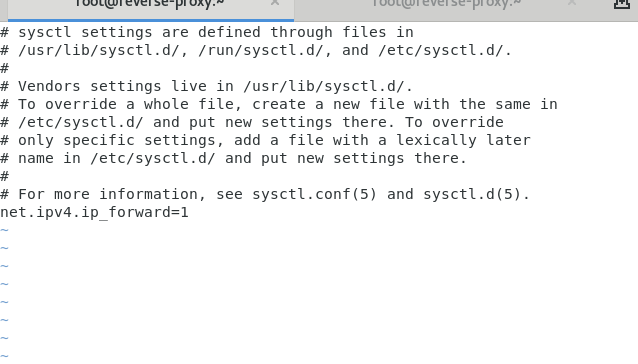 root@reverse-proxy:~ × root@reverse-proxy:~ ×
# sysctl settings are defined through files in
# /usr/lib/sysctl.d/, /run/sysctl.d/, and /etc/sysctl.d/.
#
# Vendors settings live in /usr/lib/sysctl.d/.
# To override a whole file, create a new file with the same in
# /etc/sysctl.d/ and put new settings there. To override
# only specific settings, add a file with a lexically later
# name in /etc/sysctl.d/ and put new settings there.
#
# For more information, see sysctl.conf(5) and sysctl.d(5).
net.ipv4.ip_forward=1
~
~
~
~
~
~
~
~